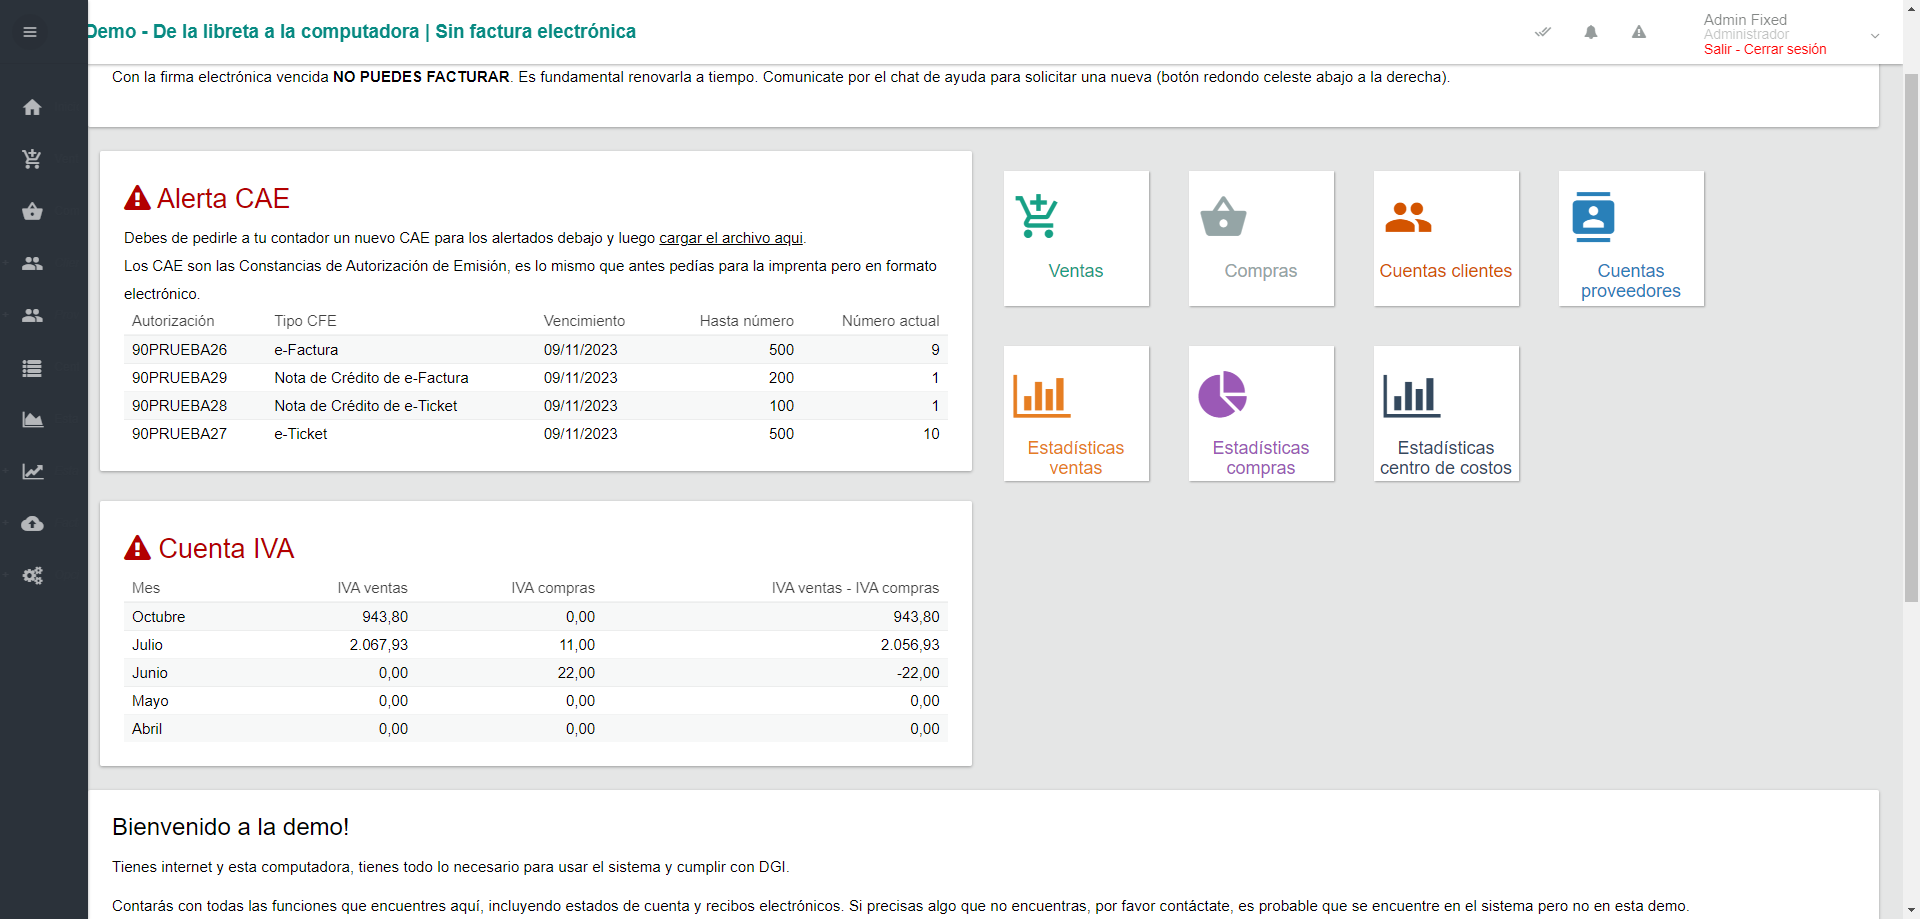 Demo - De la libreta a la computadora | Sin factura electrónica
Admin Fixed
Administrador
Salir - Cerrar sesión
Con la firma electrónica vencida NO PUEDES FACTURAR. Es fundamental renovarla a tiempo. Comunicate por el chat de ayuda para solicitar una nueva (botón redondo celeste abajo a la derecha).
Alerta CAE
Debes de pedirle a tu contador un nuevo CAE para los alertados debajo y luego cargar el archivo aqui.
Los CAE son las Constancias de Autorización de Emisión, es lo mismo que antes pedías para la imprenta pero en formato
electrónico.
Autorización Tipo CFE Vencimiento Hasta número Número actual
90PRUEBA26 e-Factura 09/11/2023 500 9
90PRUEBA29 Nota de Crédito de e-Factura 09/11/2023 200 1
90PRUEBA28 Nota de Crédito de e-Ticket 09/11/2023 100 1
90PRUEBA27 e-Ticket 09/11/2023 500 10
Ventas
Compras
Cuentas clientes
Cuentas
proveedores
Estadísticas
ventas
Estadísticas
compras
Estadísticas
centro de costos
Cuenta IVA
Mes IVA ventas IVA compras IVA ventas - IVA compras
Octubre 943,80 0,00 943,80
Julio 2.067,93 11,00 2.056,93
Junio 0,00 22,00 -22,00
Mayo 0,00 0,00 0,00
Abril 0,00 0,00 0,00
Bienvenido a la demo!
Tienes internet y esta computadora, tienes todo lo necesario para usar el sistema y cumplir con DGI.
Contarás con todas las funciones que encuentres aquí, incluyendo estados de cuenta y recibos electrónicos. Si precisas algo que no encuentras, por favor contáctate, es probable que se encuentre en el sistema pero no en esta demo.